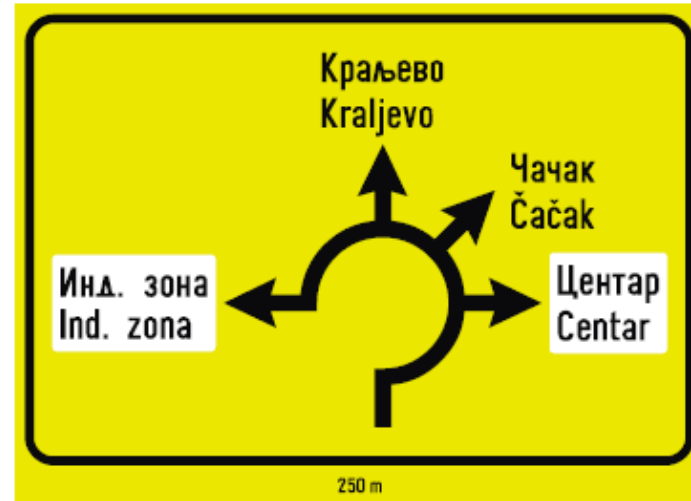 Краљево
Kraljevo
Чачак
Čačak
Инд. зона
Ind. zona
Центар
Centar
250 m